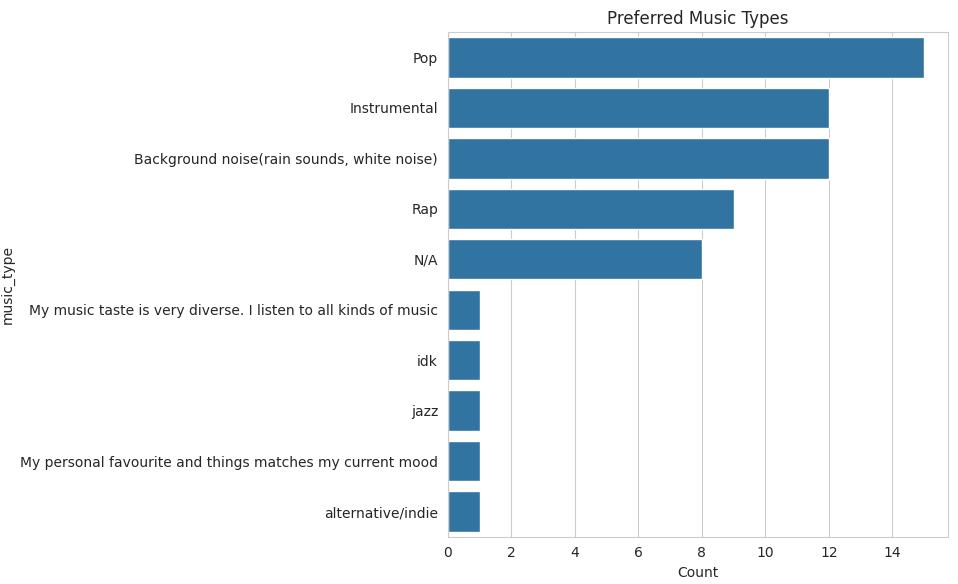 Preferred Music Types
Pop
Instrumental
Background noise(rain sounds, white noise)
Rap
N/A
My music taste is very diverse. I listen to all kinds of music
idk
jazz
My personal favourite and things matches my current mood
alternative/indie
music_type
0 2 4 6 8 10 12 14
Count